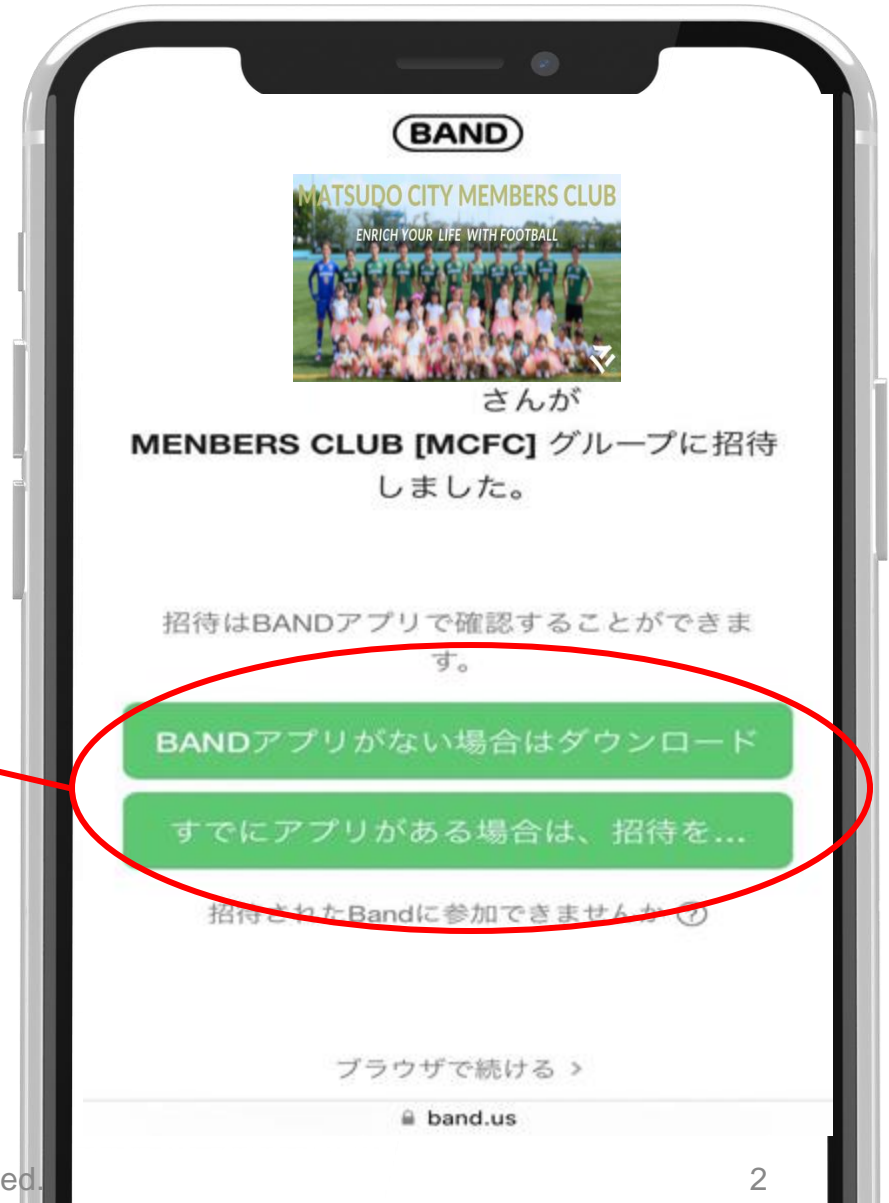 BAND
MATSUDO CITY MEMBERS CLUB
ENRICH YOUR LIFE WITH FOOTBALL
さんが
MENBERS CLUB [MCFC] グループに招待
しました。
招待はBANDアプリで確認することができま
す。
BANDアプリがない場合はダウンロード
すでにアプリがある場合は、招待を...
招待されたBandに参加できませんか ?
ブラウザで続ける >
band.us
ed.
2